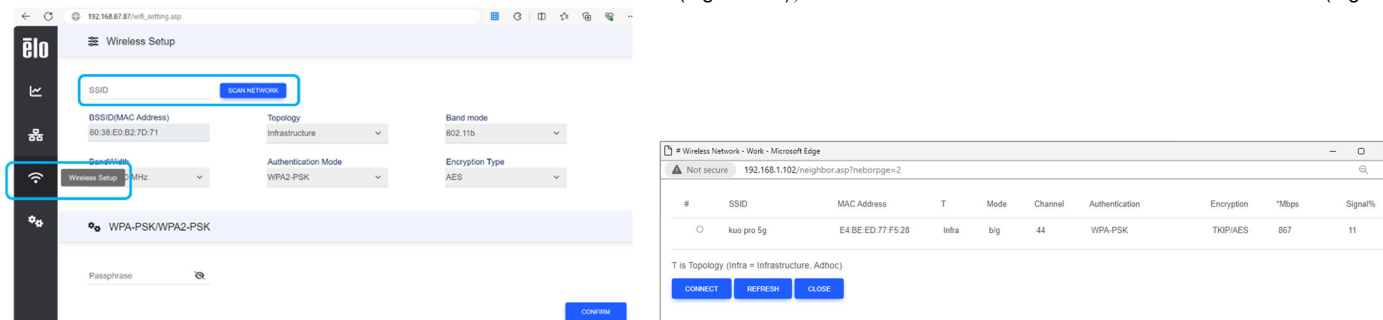 192.168.87.87/wifi_setting.asp
ēlo
Wireless Setup
SSID
SCAN NETWORK
BSSID(MAC Address)
Topology
Band mode
60:38:E0:B2:7D:71
Infrastructure
802.11b
BandWidth
Authentication Mode
Encryption Type
Wireless Setup
MHz
WPA2-PSK
AES
WPA-PSK/WPA2-PSK
Passphrase
CONFIRM
# Wireless Network - Work - Microsoft Edge
Not secure 192.168.1.102/neighbor.asp?neborpge=2
# SSID MAC Address T Mode Channel Authentication Encryption *Mbps Signal%
kuo pro 5g E4:BE:ED:77:F5:28 Infra b/g 44 WPA-PSK TKIP/AES 867 11
T is Topology (Infra = Infrastructure, Adhoc)
CONNECT REFRESH CLOSE